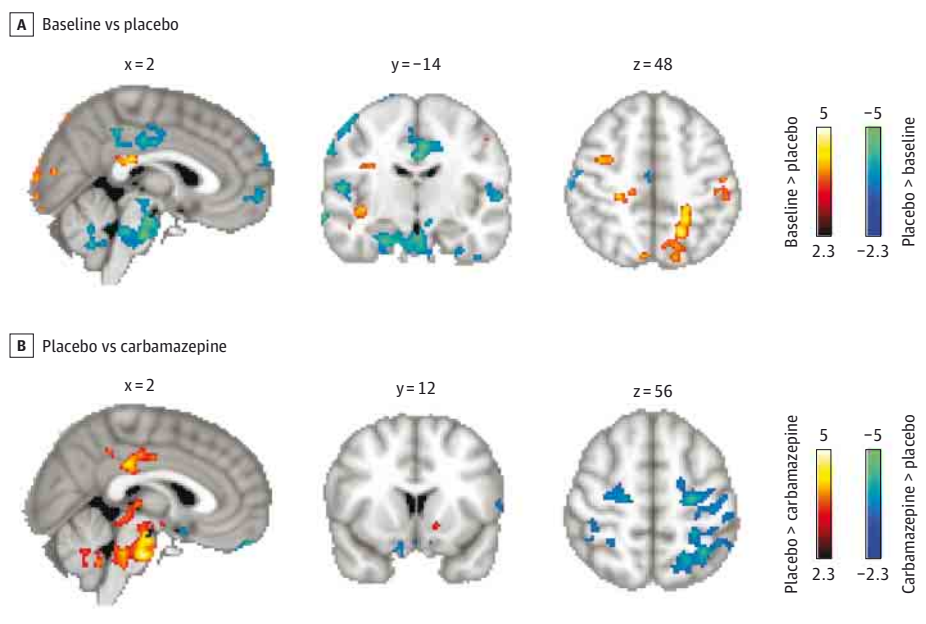 A Baseline vs placebo
x = 2
y = −14
z = 48
5
−5
2.3
−2.3
Baseline > placebo
Placebo > baseline
B Placebo vs carbamazepine
x = 2
y = 12
z = 56
5
−5
2.3
−2.3
Placebo > carbamazepine
Carbamazepine > placebo